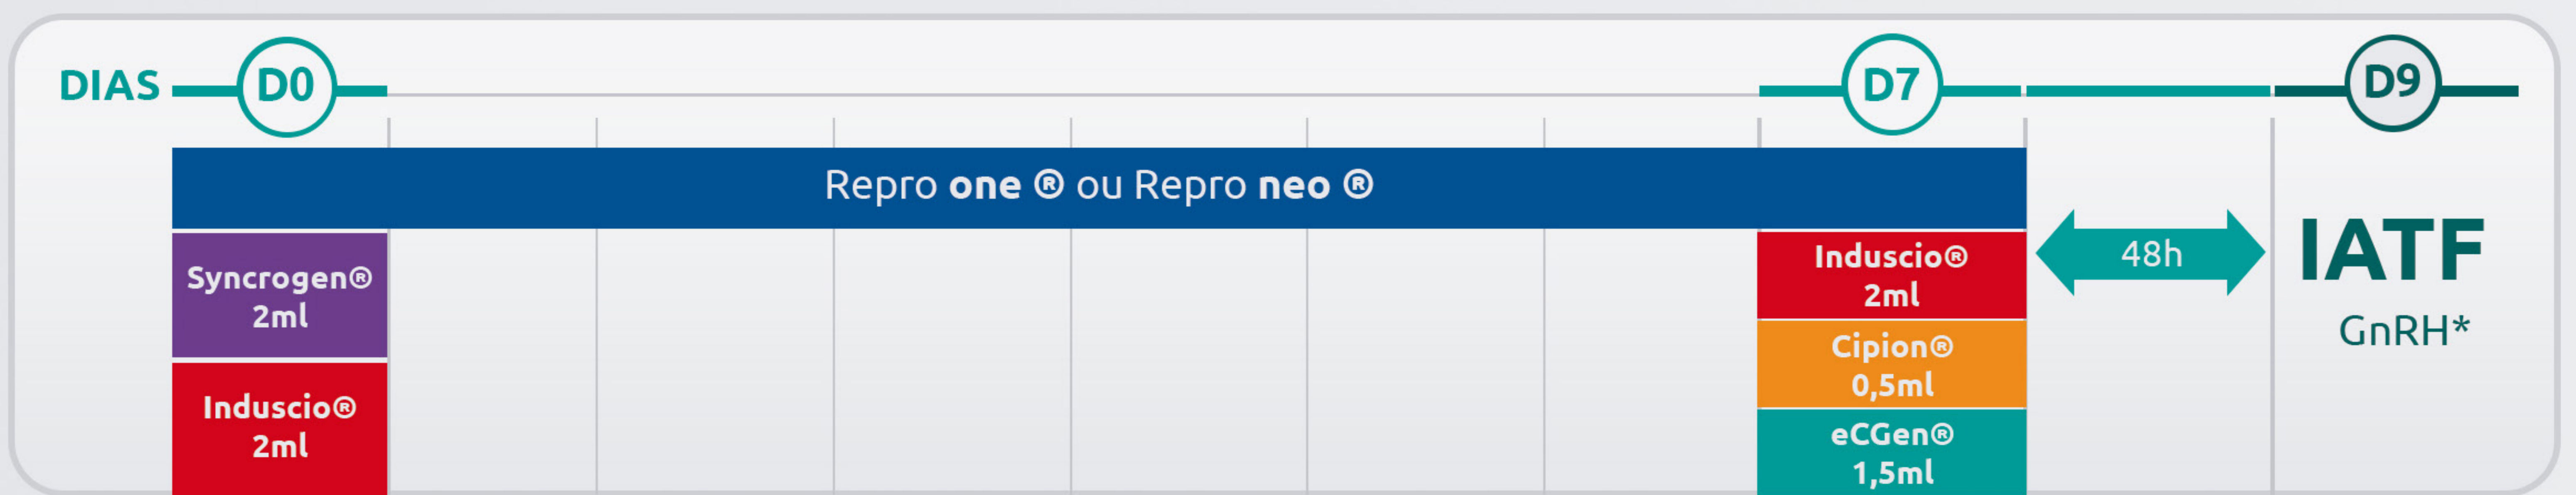 DIAS
D0
D7
D9
Repro one ® ou Repro neo ®
Syncrogen®
2ml
Induscio®
2ml
Induscio®
2ml
Cipion®
0,5ml
eCGen®
1,5ml
48h
IATF
GnRH*